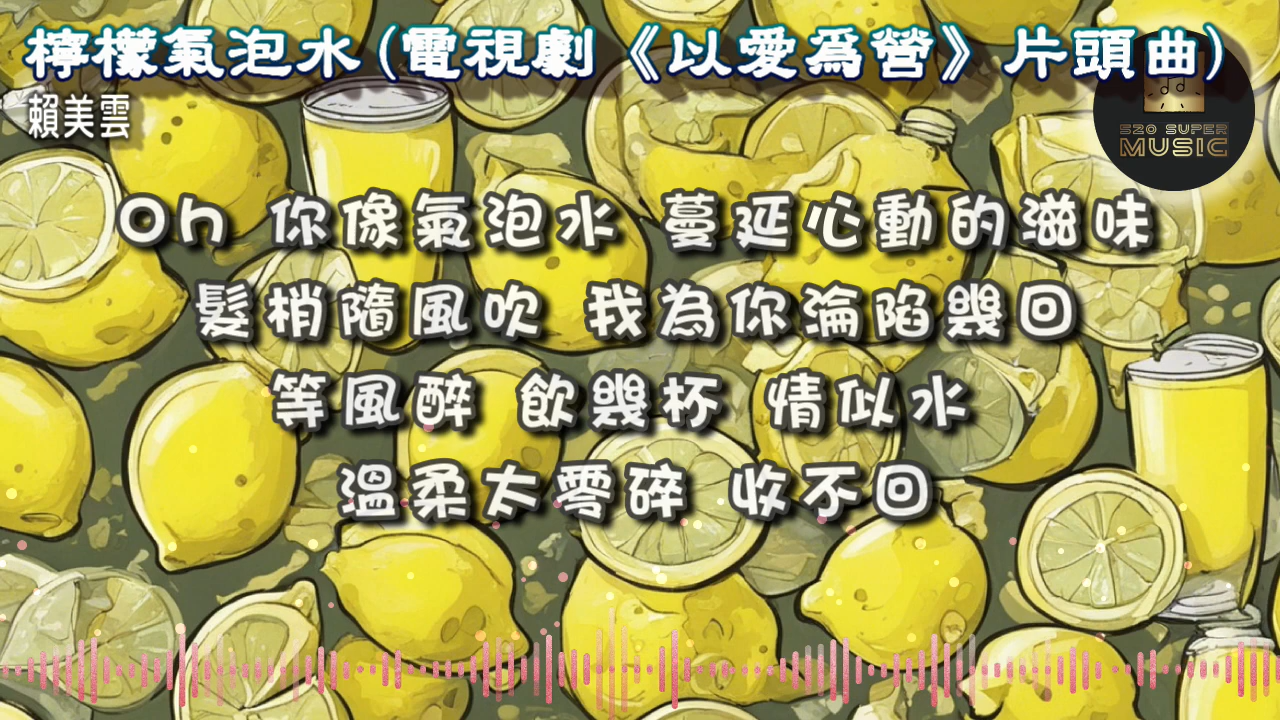 檸檬氣泡水(電視劇《以愛爲營》片頭曲)
賴美雲
520 SUPER
MUSIC
Oh 你像氣泡水 蔓延心動的滋味
髮梢隨風吹 我為你淪陷幾回
等風醉 飲幾杯 情似水
溫柔太零碎 收不回